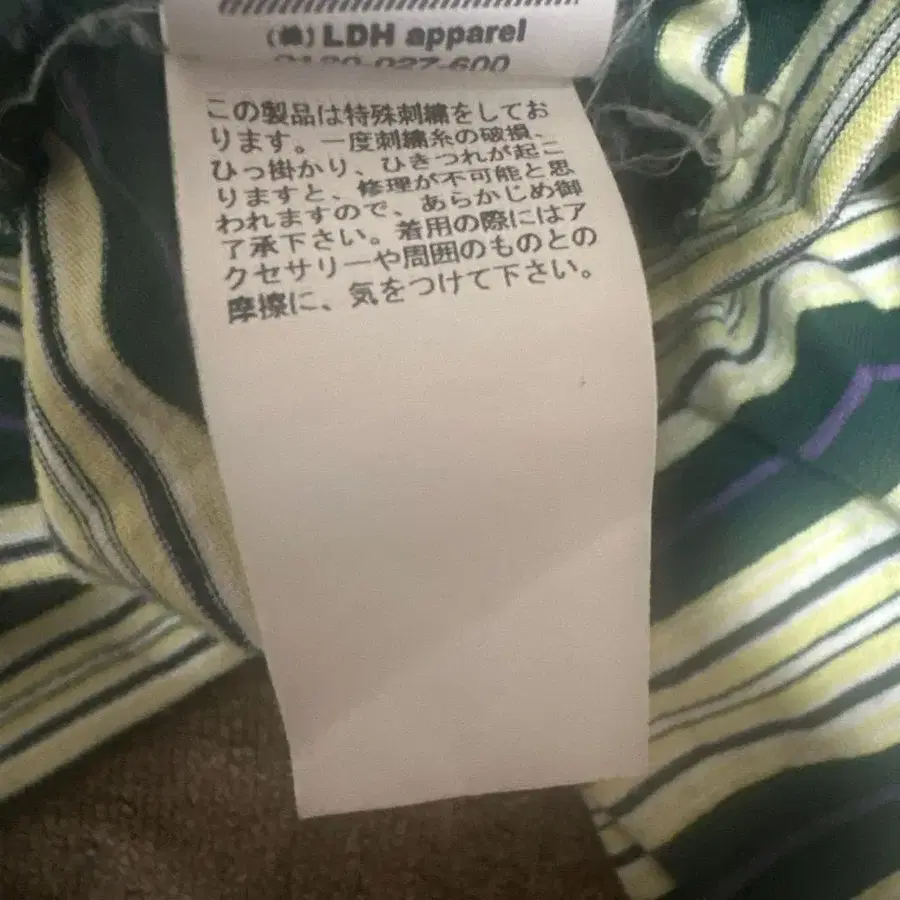 (株)LDH apparel
0120-027-600
この製品は特殊刺繍をしてお
ります。一度刺繍糸の破損、
ひっ掛かり、ひきつれが起こ
りますと、修理が不可能と思
われますので、あらかじめ御
了承下さい。着用の際にはア
クセサリーや周囲のものとの
摩擦に、気をつけて下さい。